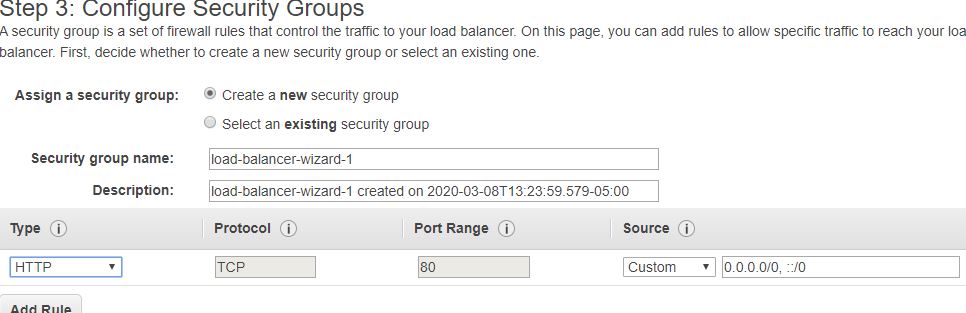 Step 3: Configure Security Groups
A security group is a set of firewall rules that control the traffic to your load balancer. On this page, you can add rules to allow specific traffic to reach your loa
balancer. First, decide whether to create a new security group or select an existing one.
Assign a security group: Create a new security group
Select an existing security group
Security group name: load-balancer-wizard-1
Description: load-balancer-wizard-1 created on 2020-03-08T13:23:59.579-05:00
Type i Protocol i Port Range i Source i
HTTP TCP 80 Custom 0.0.0.0/0, ::/0
Add Rule